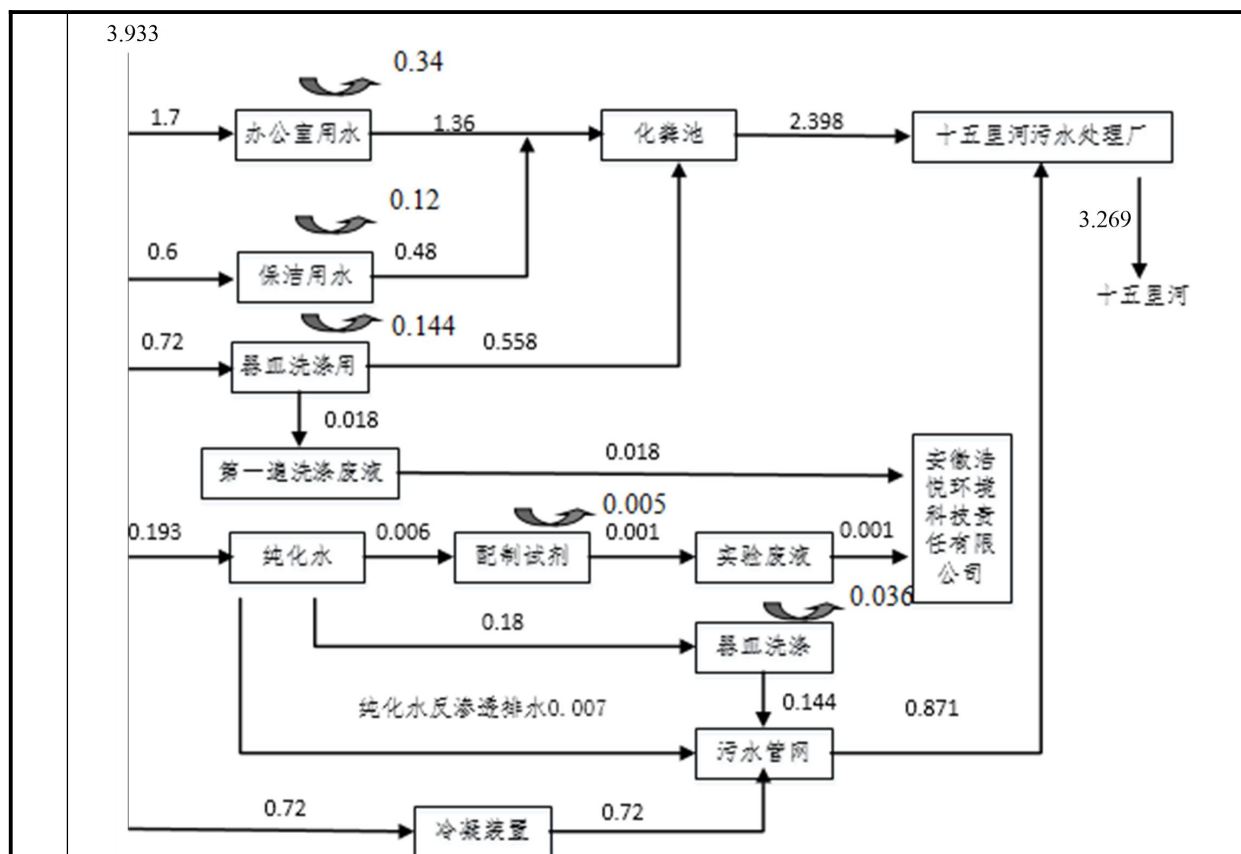 3.933
0.34
1.7
办公室用水
1.36
化粪池
2.398
十五里河污水处理厂
0.12
3.269
0.6
保洁用水
0.48
十五里河
0.144
0.72
器皿洗涤用
0.558
0.018
第一遍洗涤废液
0.018
安徽浩
悦环境
科技责
任有限
公司
0.005
0.193
纯化水
0.006
配制试剂
0.001
实验废液
0.001
0.036
0.18
器皿洗涤
纯化水反渗透排水0.007
0.144
0.871
污水管网
0.72
冷凝装置
0.72